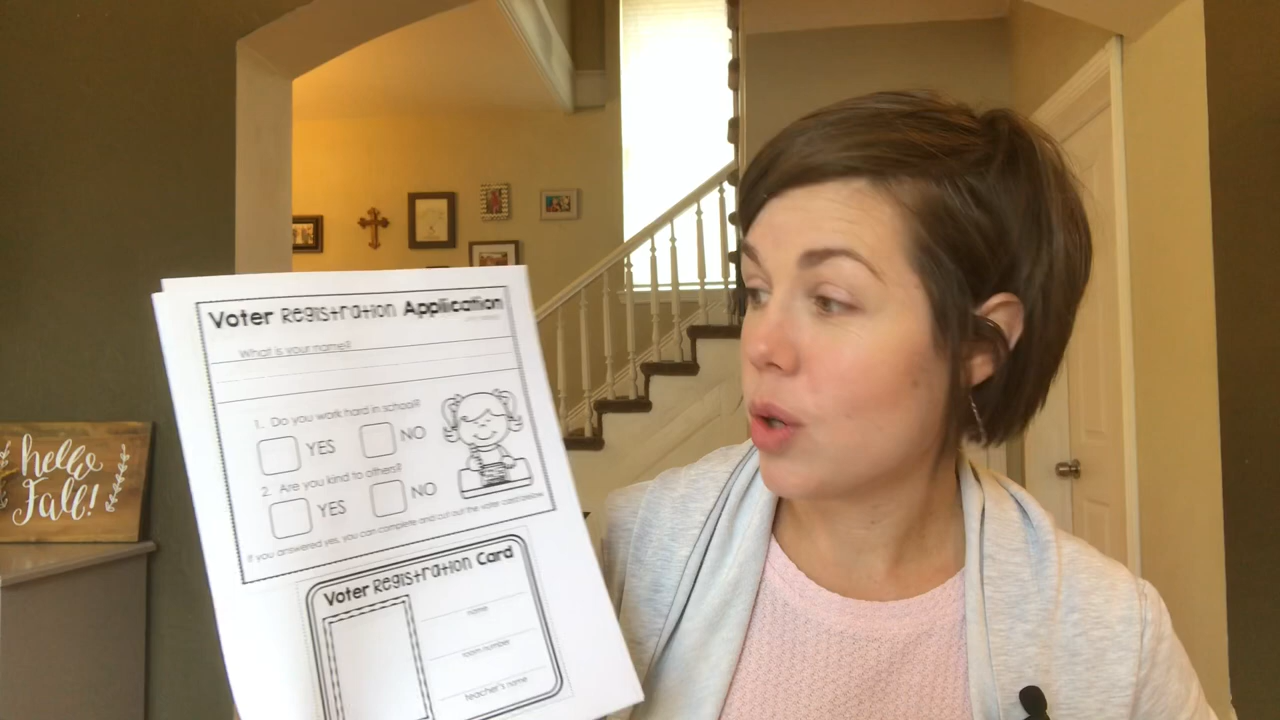 hello
Fall!
Voter Registration Application
What is your name?
1. Do you work hard in school?
YES NO
2. Are you kind to others?
YES NO
If you answered yes, you can complete and cut out the voter card below.
Voter Registration Card
name
room number
teacher's name